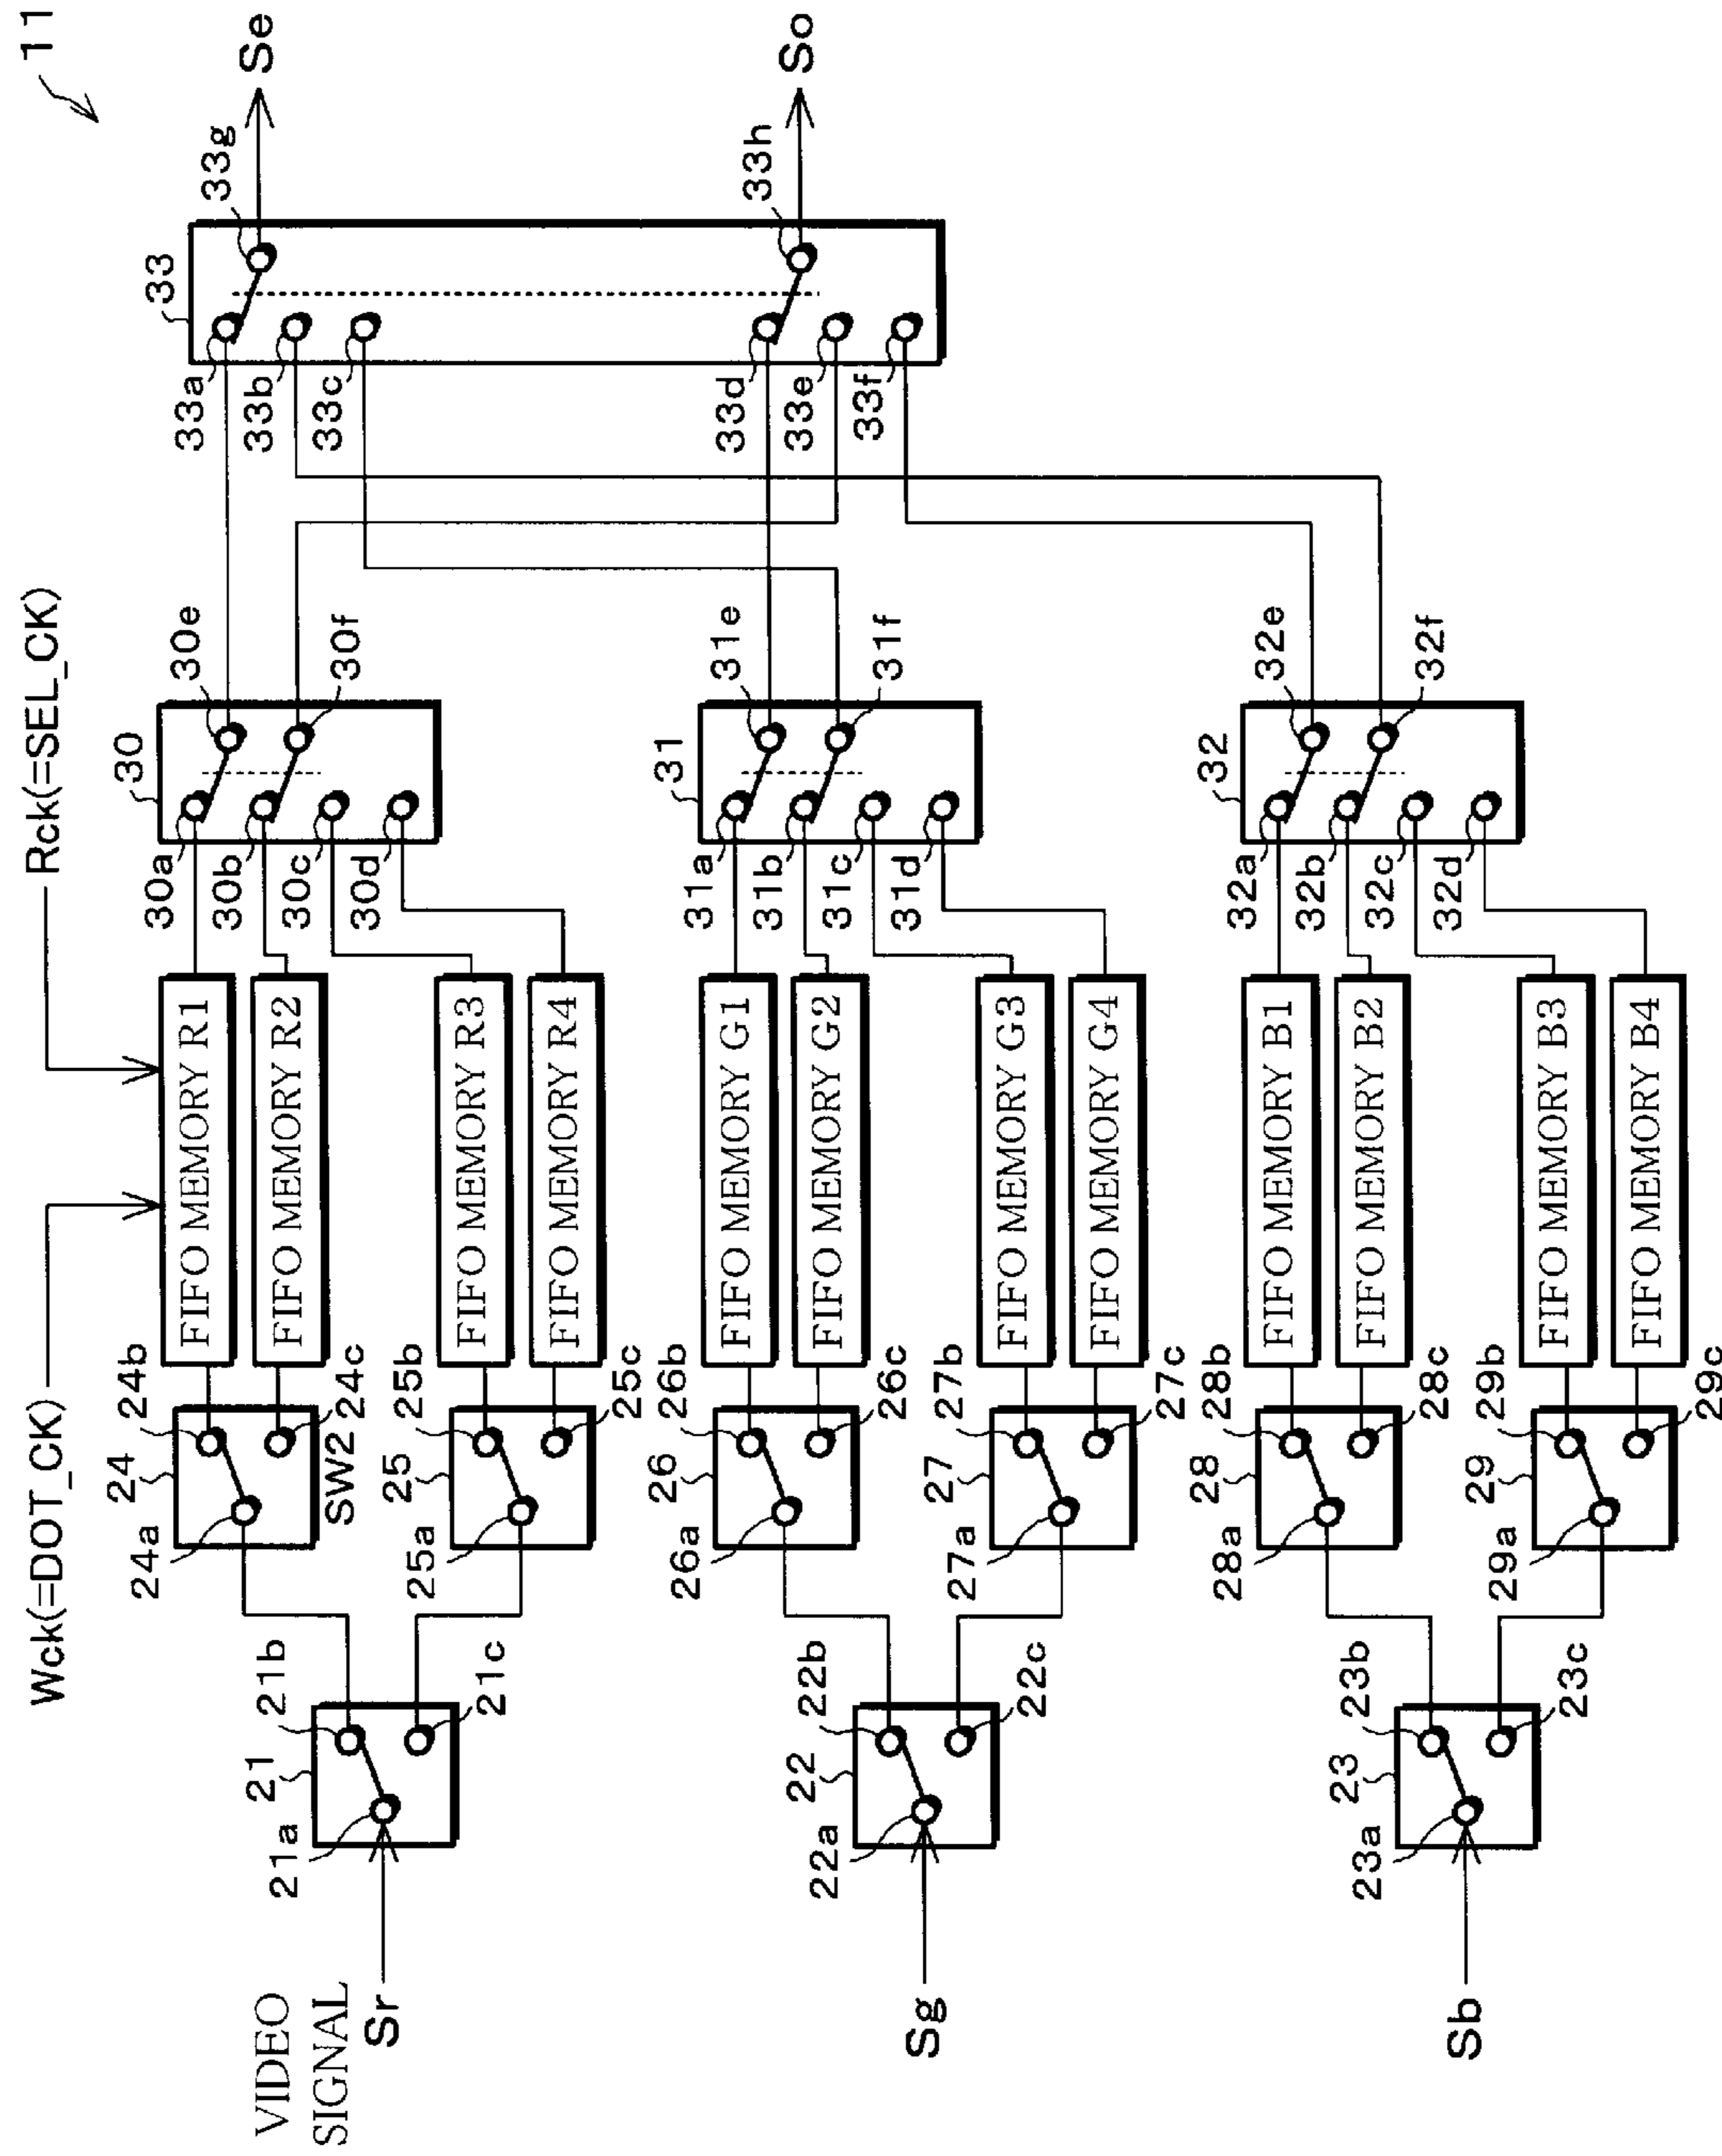 11
Wck(=DOT_CK)
Rck(=SEL_CK)
VIDEO
SIGNAL
Sr
21a
21
21b
21c
24a
24
24b
24c
SW2
25a
25
25b
25c
FIFO MEMORY R1
FIFO MEMORY R2
FIFO MEMORY R3
FIFO MEMORY R4
30a
30b
30c
30d
30
30e
30f
Sg
22a
22
22b
22c
26a
26
26b
26c
27a
27
27b
27c
FIFO MEMORY G1
FIFO MEMORY G2
FIFO MEMORY G3
FIFO MEMORY G4
31a
31b
31c
31d
31
31e
31f
Sb
23a
23
23b
23c
28a
28
28b
28c
29a
29
29b
29c
FIFO MEMORY B1
FIFO MEMORY B2
FIFO MEMORY B3
FIFO MEMORY B4
32a
32b
32c
32d
32
32e
32f
33a
33b
33c
33d
33e
33f
33
33g
33h
Se
So